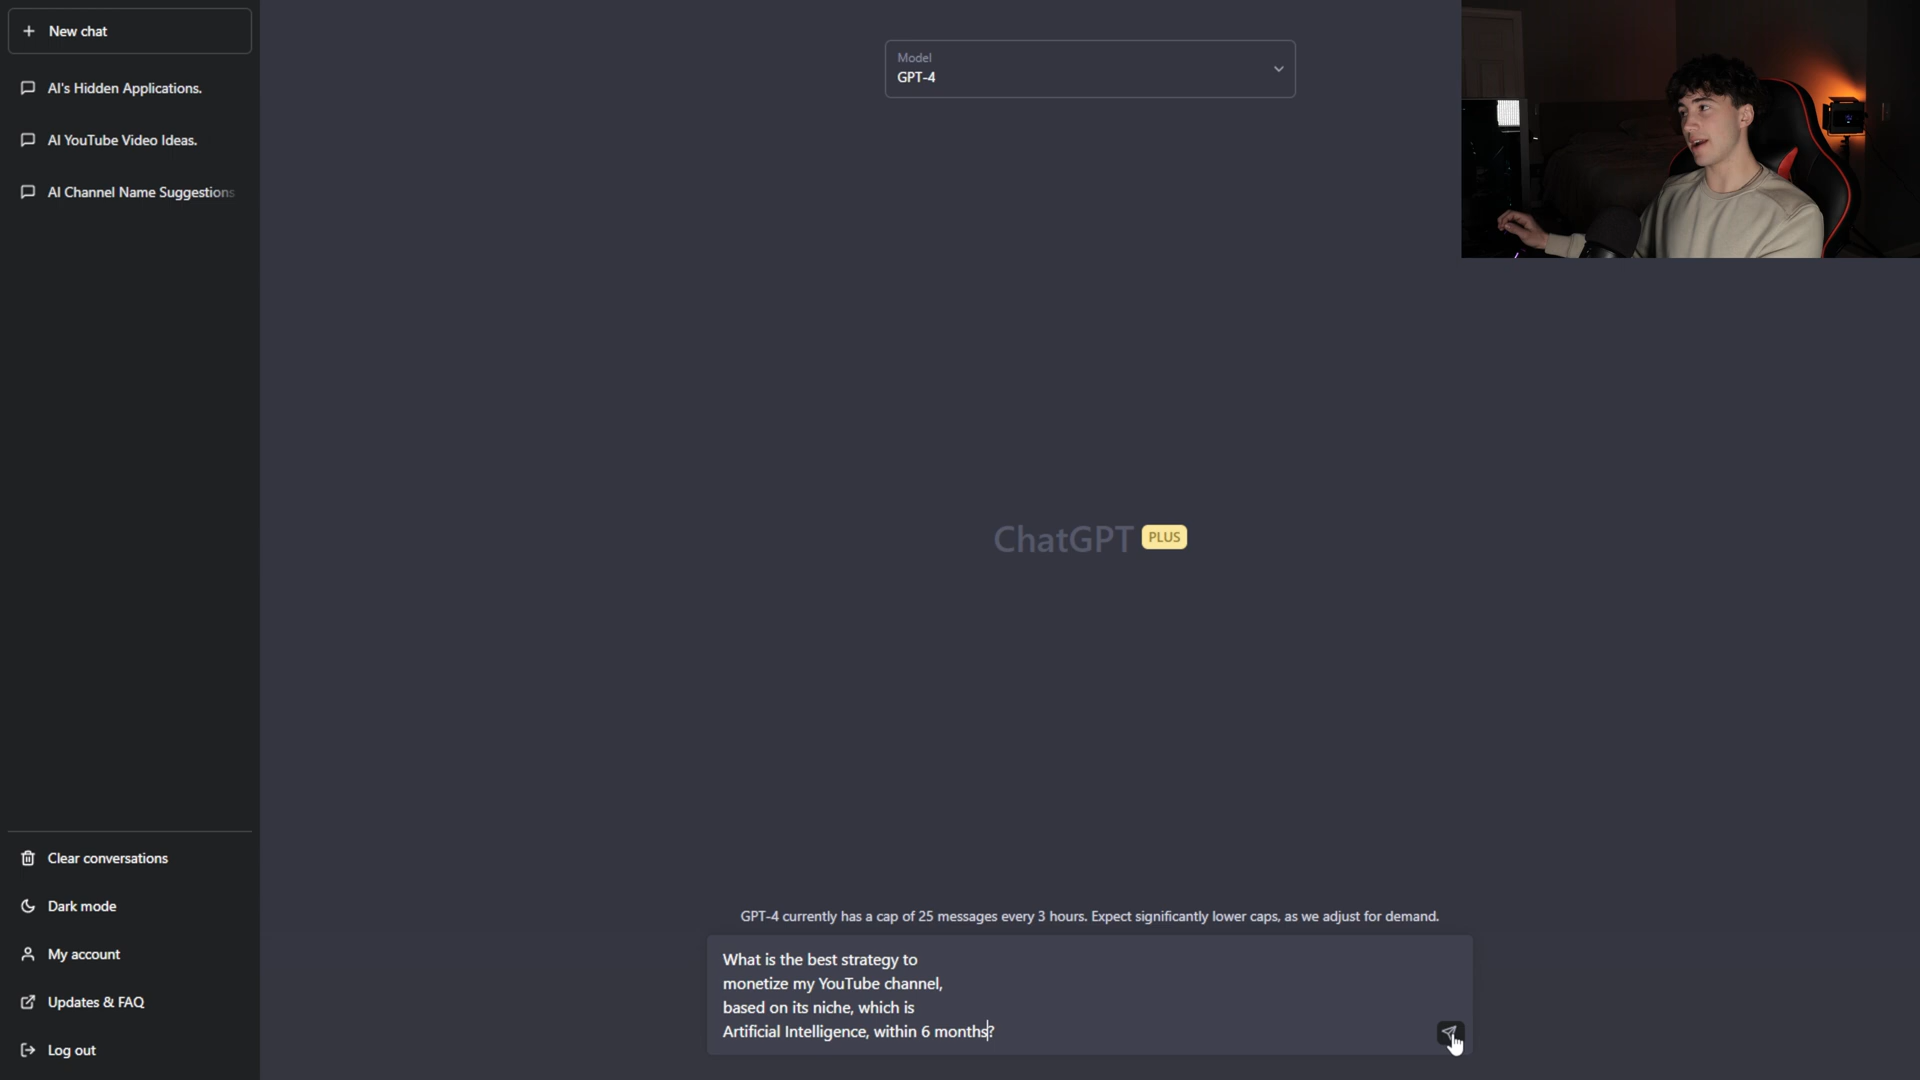 New chat
AI's Hidden Applications.
AI YouTube Video Ideas.
AI Channel Name Suggestions
Clear conversations
Dark mode
My account
Updates & FAQ
Log out
Model
GPT-4
ChatGPT PLUS
GPT-4 currently has a cap of 25 messages every 3 hours. Expect significantly lower caps, as we adjust for demand.
What is the best strategy to
monetize my YouTube channel,
based on its niche, which is
Artificial Intelligence, within 6 months?